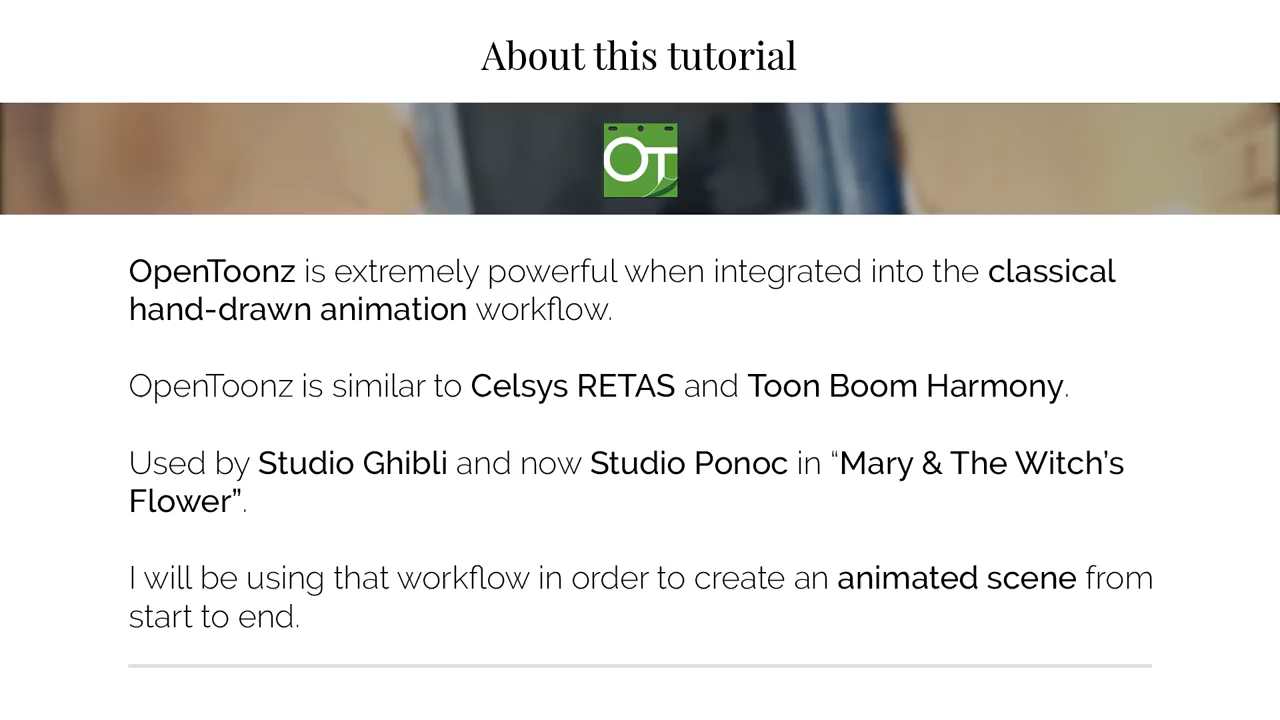 About this tutorial
OT
OpenToonz is extremely powerful when integrated into the classical
hand-drawn animation workflow.
OpenToonz is similar to Celsys RETAS and Toon Boom Harmony.
Used by Studio Ghibli and now Studio Ponoc in “Mary & The Witch’s
Flower”.
I will be using that workflow in order to create an animated scene from
start to end.